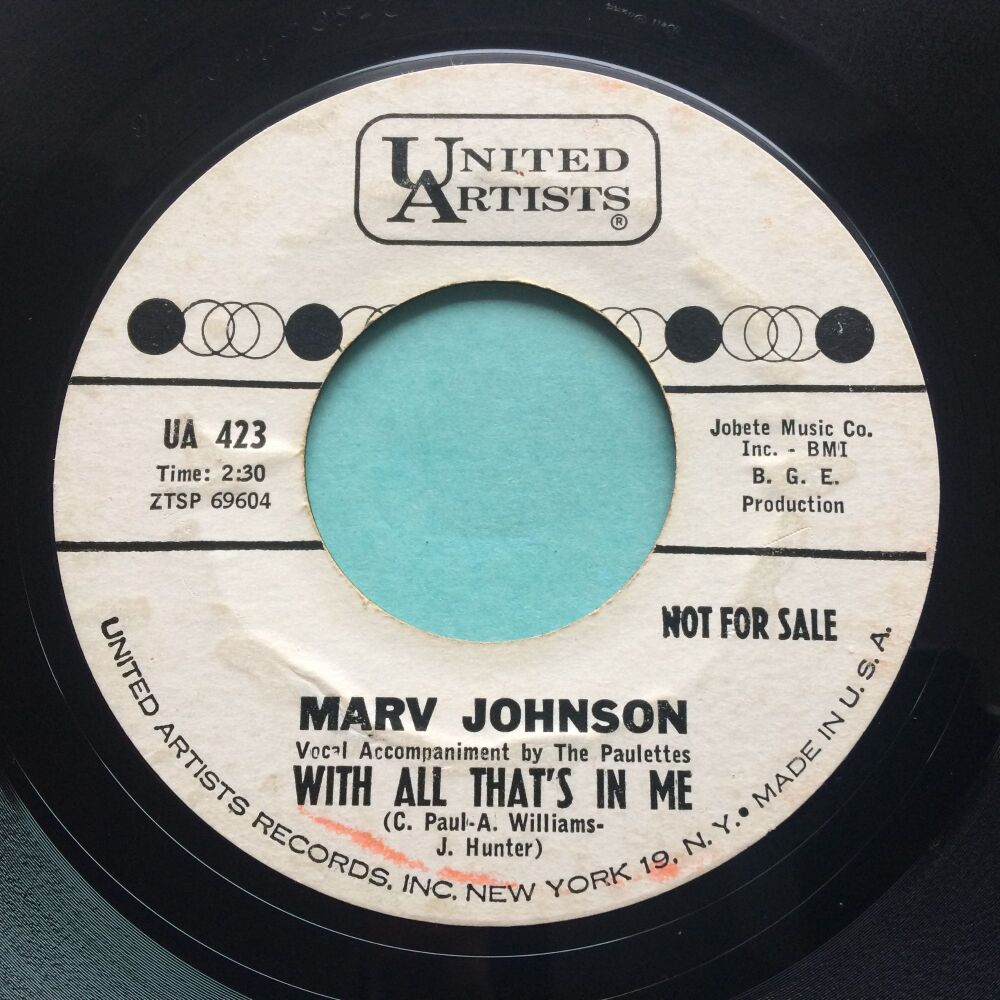 UNITED
ARTISTS®
UA 423
Time: 2:30
ZTSP 69604
Jobete Music Co.
Inc. - BMI
B. G. E.
Production
NOT FOR SALE
MARV JOHNSON
Vocal Accompaniment by The Paulettes
WITH ALL THAT'S IN ME
(C. Paul-A. Williams-
J. Hunter)
UNITED ARTISTS RECORDS, INC. NEW YORK 19, N. Y. • MADE IN U. S. A.